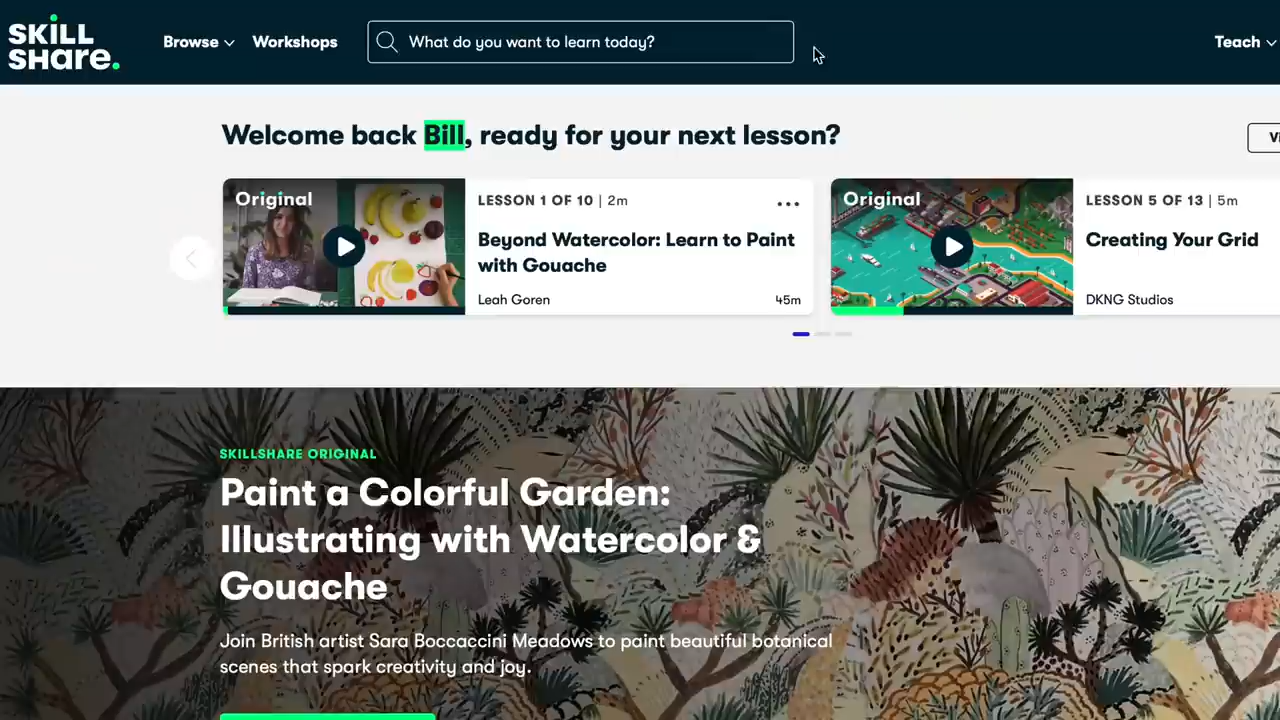 SKILL
SHare.
Browse
Workshops
What do you want to learn today?
Teach
Welcome back Bill, ready for your next lesson?
Original
LESSON 1 OF 10 | 2m
Beyond Watercolor: Learn to Paint
with Gouache
Leah Goren
45m
Original
LESSON 5 OF 13 | 5m
Creating Your Grid
DKNG Studios
SKILLSHARE ORIGINAL
Paint a Colorful Garden:
Illustrating with Watercolor &
Gouache
Join British artist Sara Boccaccini Meadows to paint beautiful botanical
scenes that spark creativity and joy.